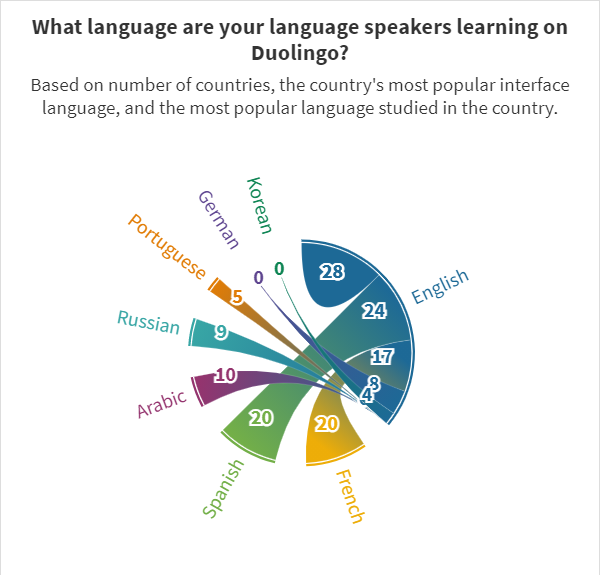 What language are your language speakers learning on
Duolingo?
Based on number of countries, the country's most popular interface
language, and the most popular language studied in the country.
Korean
German
Portuguese
Russian
Arabic
Spanish
French
English
0
0
5
9
10
20
20
28
24
17
8
4